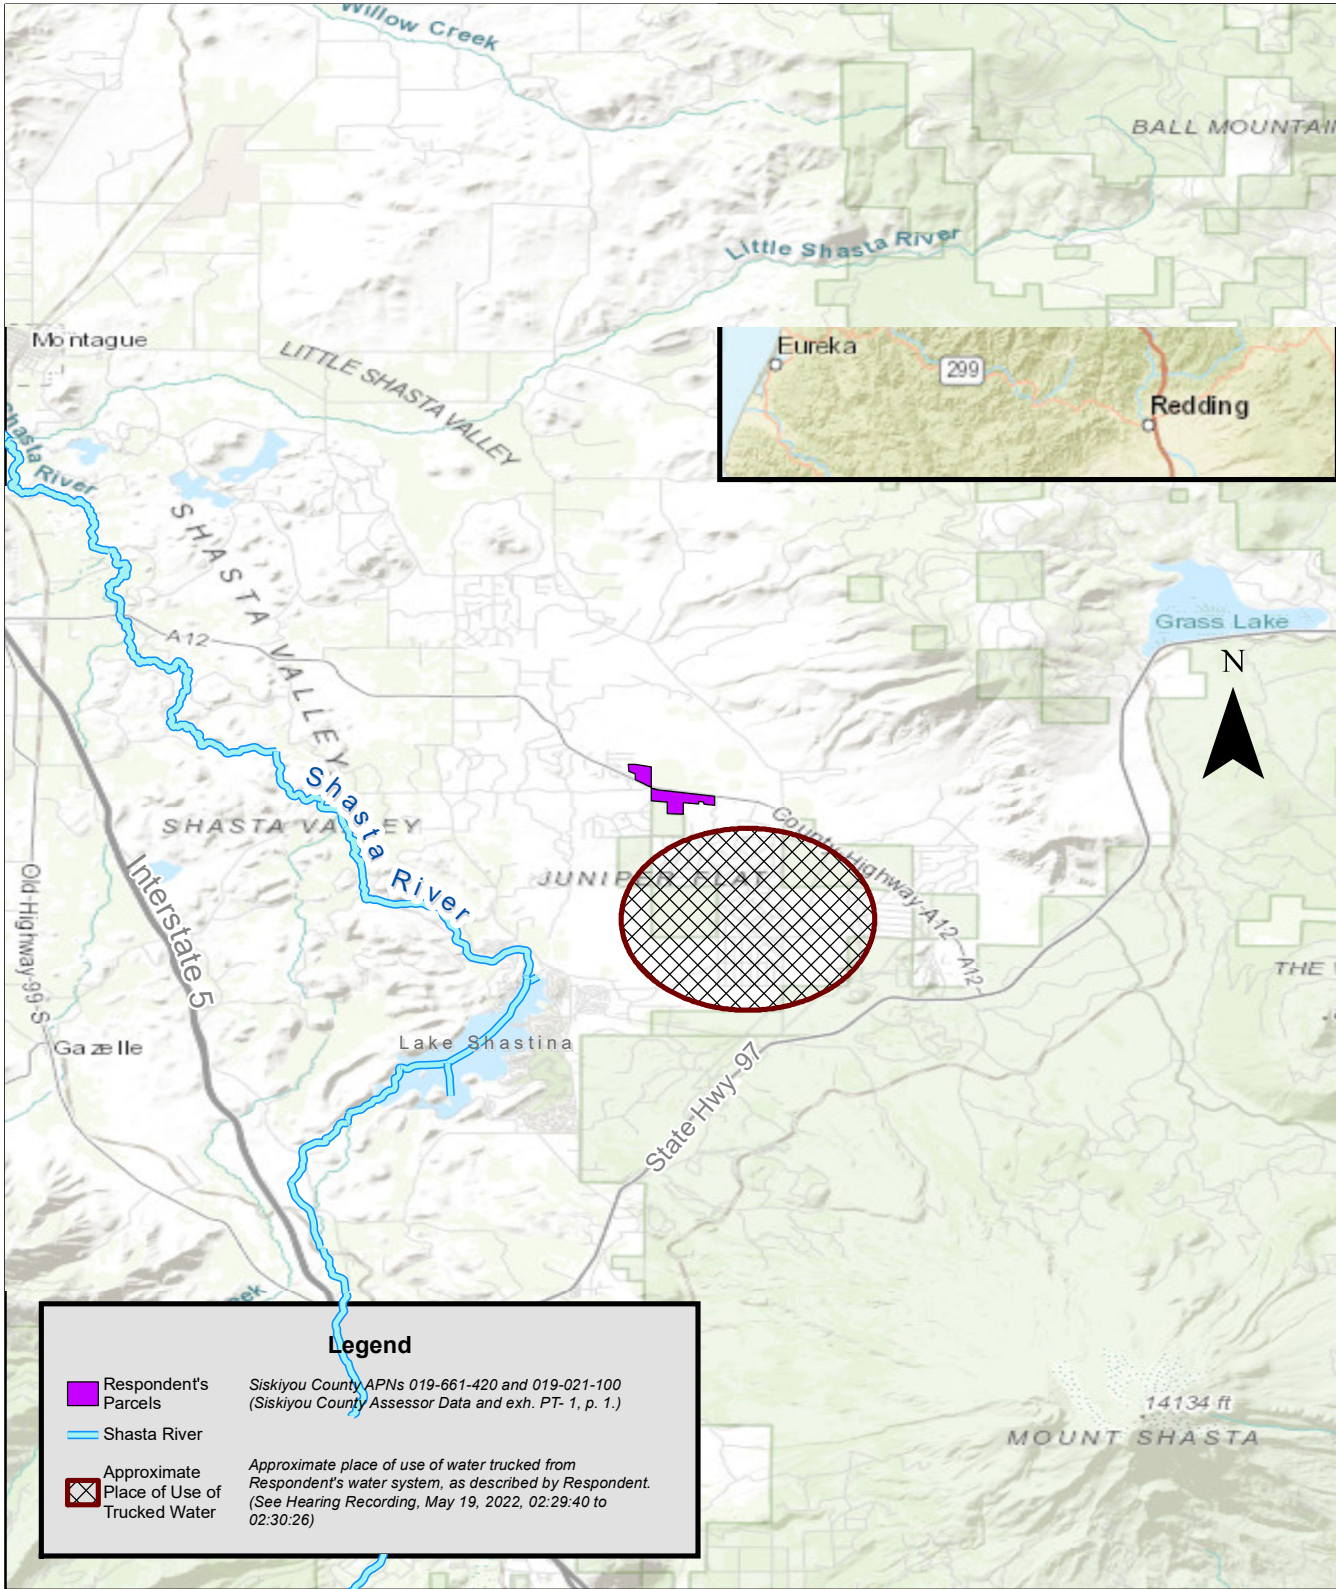 Willow Creek
BALL MOUNTAIN
Little Shasta River
Montague
LITTLE SHASTA VALLEY
Eureka
299
Redding
Shasta River
SHASTA VALLEY
A12
Grass Lake
N
Shasta River
SHASTA VALLEY
County Highway A12
A12
JUNIPER FLAT
Old Highway 99 S
Interstate 5
THE
Gazelle
Lake Shastina
State Hwy 97
14134 ft
MOUNT SHASTA
Legend
Respondent's
Parcels
Siskiyou County APNs 019-661-420 and 019-021-100
(Siskiyou County Assessor Data and exh. PT- 1, p. 1.)
Shasta River
Approximate
Place of Use of
Trucked Water
Approximate place of use of water trucked from
Respondent's water system, as described by Respondent.
(See Hearing Recording, May 19, 2022, 02:29:40 to
02:30:26)